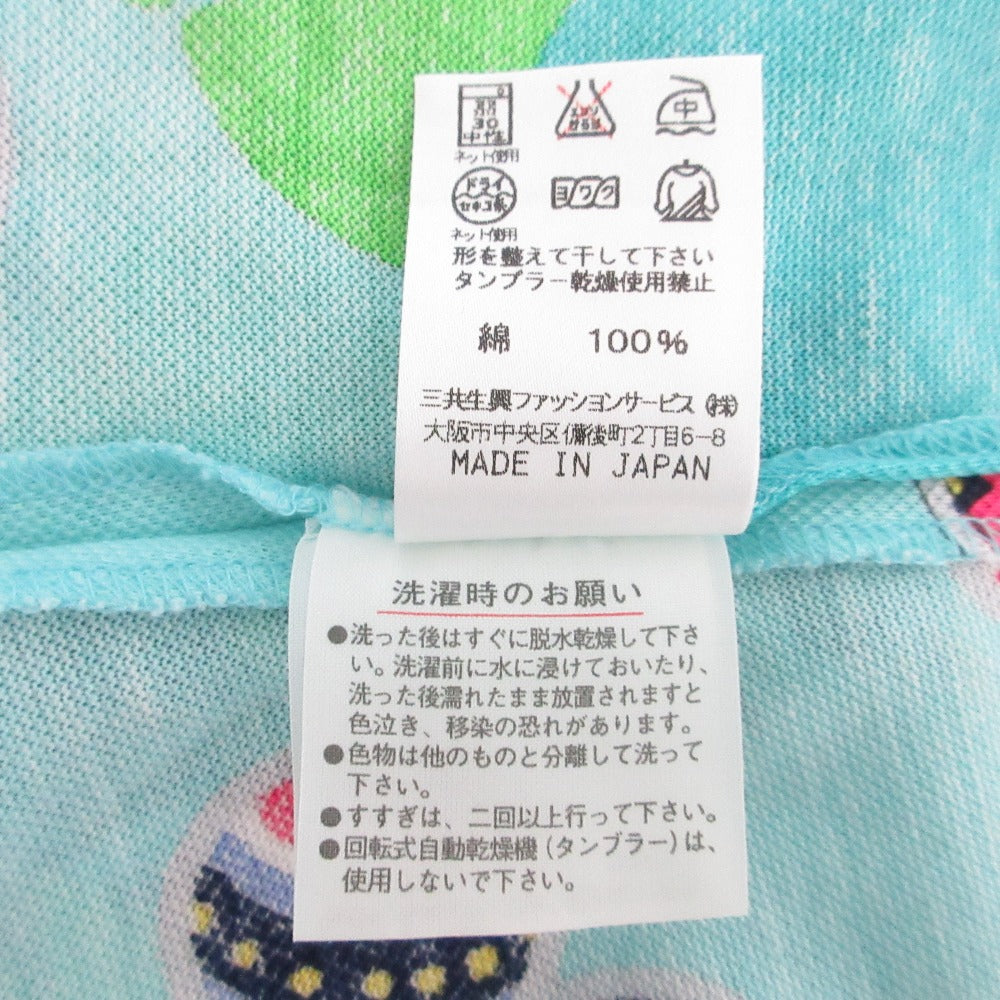 弱
30
中性
エンソ
サラシ
中
ネット使用
ドライ
セキユ系
ヨワク
ネット使用
形を整えて干して下さい
タンブラー乾燥使用禁止
綿 100%
三共生興ファッションサービス(株)
大阪市中央区備後町2丁目6-8
MADE IN JAPAN
洗濯時のお願い
●洗った後はすぐに脱水乾燥して下さ
い。洗濯前に水に浸けておいたり、
洗った後濡れたまま放置されますと
色泣き、移染の恐れがあります。
●色物は他のものと分離して洗って
下さい。
●すすぎは、二回以上行って下さい。
●回転式自動乾燥機(タンブラー)は、
使用しないで下さい。